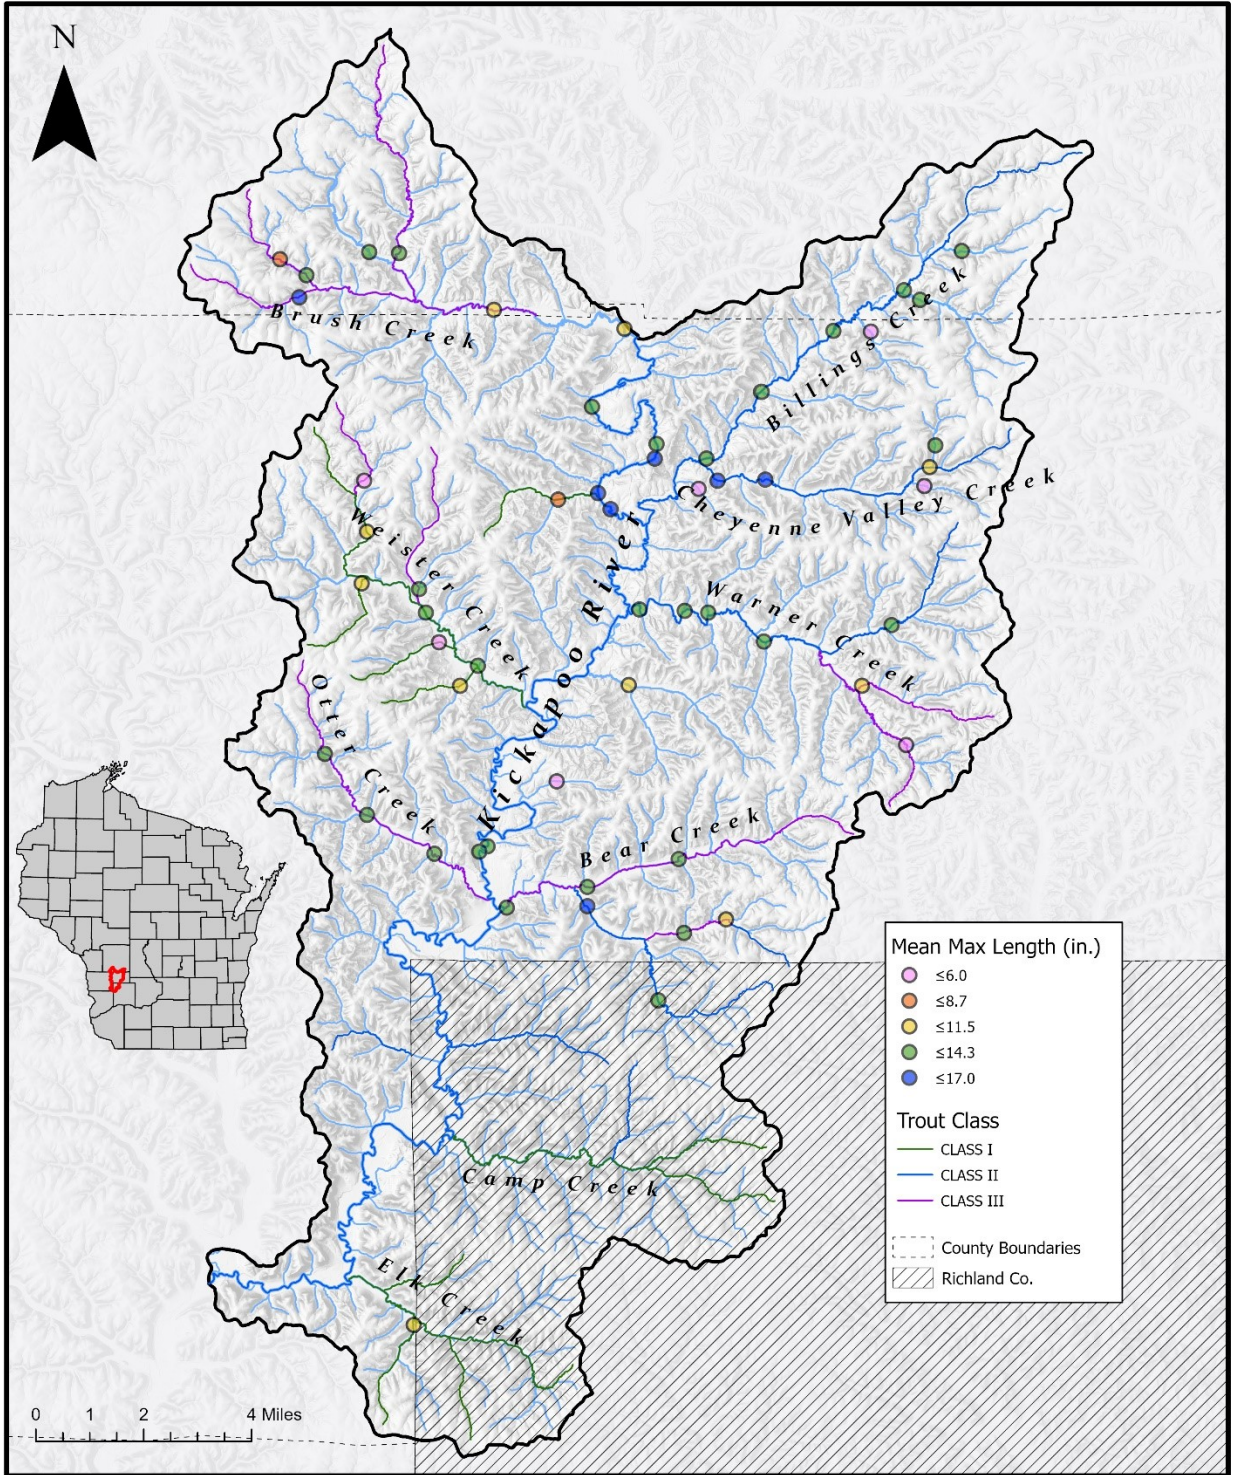 N
Brush Creek
Billings Creek
Cheyenne Valley Creek
Weister Creek
Kickapoo River
Warner Creek
Otter Creek
Bear Creek
Camp Creek
Elk Creek
Mean Max Length (in.)
≤6.0
≤8.7
≤11.5
≤14.3
≤17.0
Trout Class
CLASS I
CLASS II
CLASS III
County Boundaries
Richland Co.
0 1 2 4 Miles